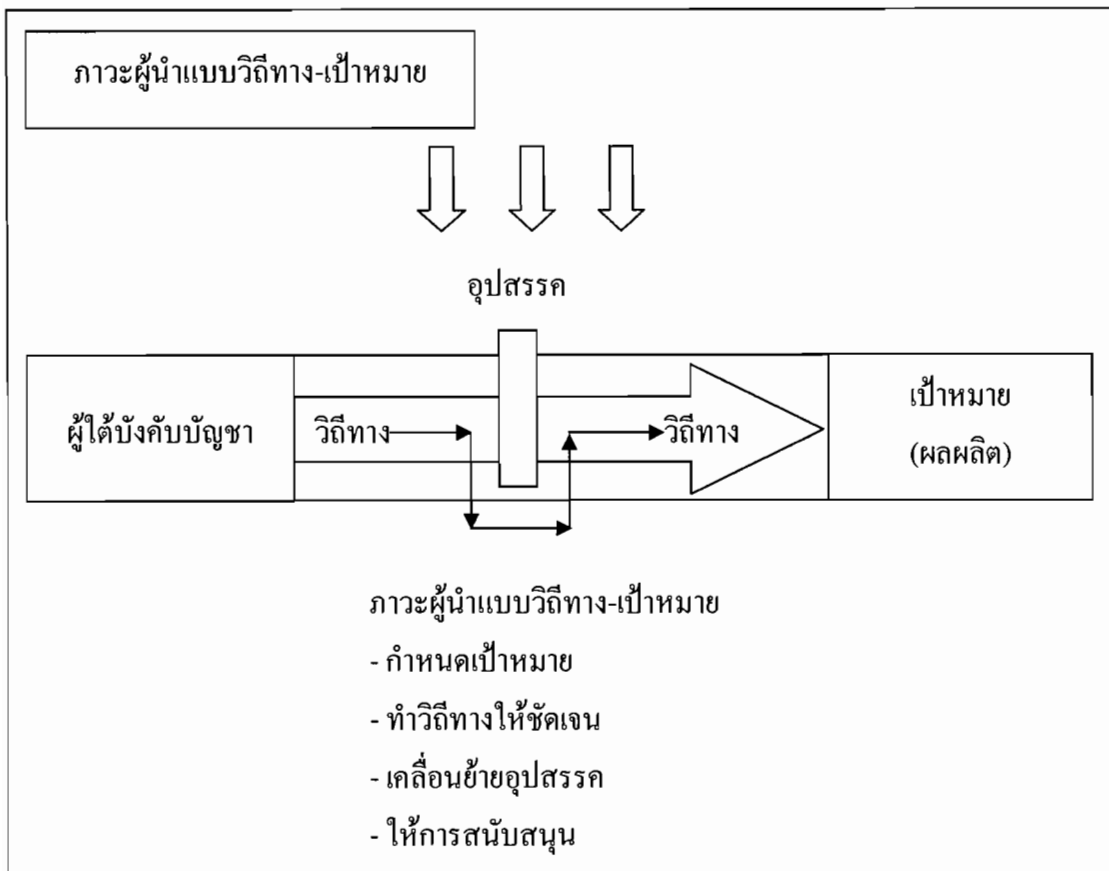 ภาวะผู้นำแบบวิถีทาง-เป้าหมาย
อุปสรรค
ผู้ใต้บังคับบัญชา
วิถีทาง
วิถีทาง
เป้าหมาย
(ผลผลิต)
ภาวะผู้นำแบบวิถีทาง-เป้าหมาย
- กำหนดเป้าหมาย
- ทำวิถีทางให้ชัดเจน
- เคลื่อนย้ายอุปสรรค
- ให้การสนับสนุน